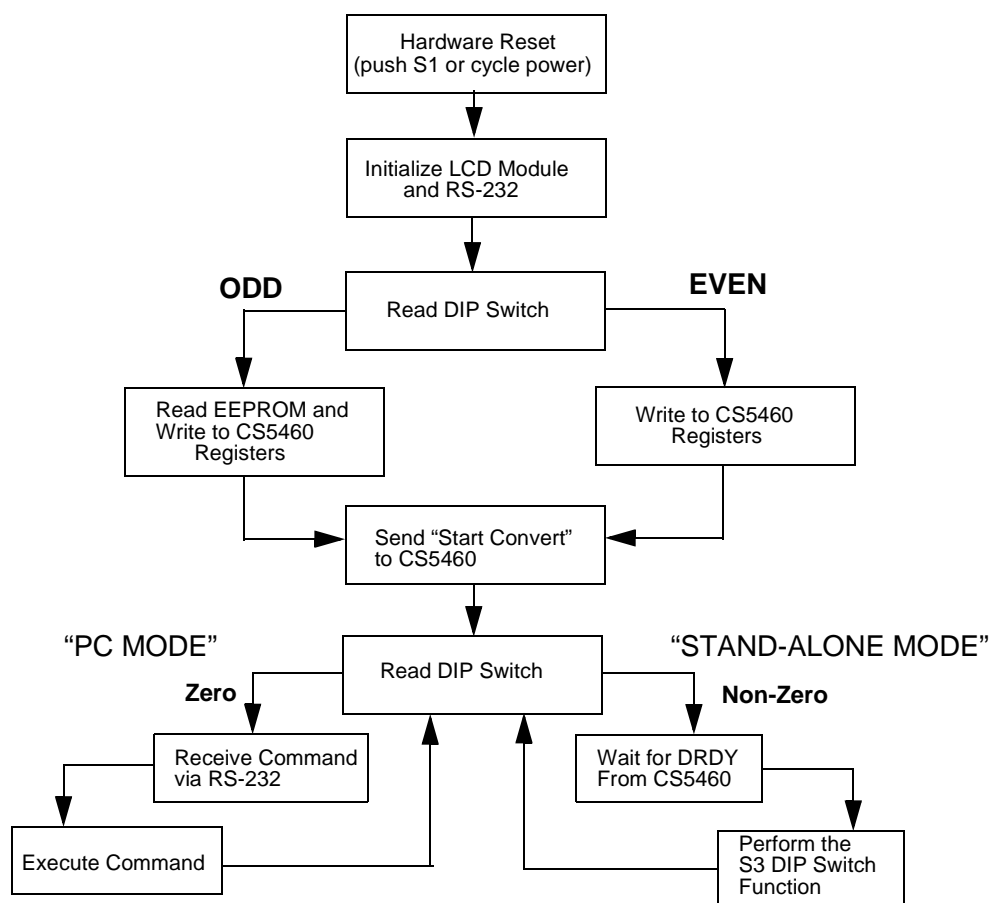 Hardware Reset
(push S1 or cycle power)
Initialize LCD Module
and RS-232
ODD
EVEN
Read DIP Switch
Read EEPROM and
Write to CS5460
Registers
Write to CS5460
Registers
Send “Start Convert”
to CS5460
“PC MODE”
“STAND-ALONE MODE”
Read DIP Switch
Zero
Non-Zero
Receive Command
via RS-232
Wait for DRDY
From CS5460
Execute Command
Perform the
S3 DIP Switch
Function